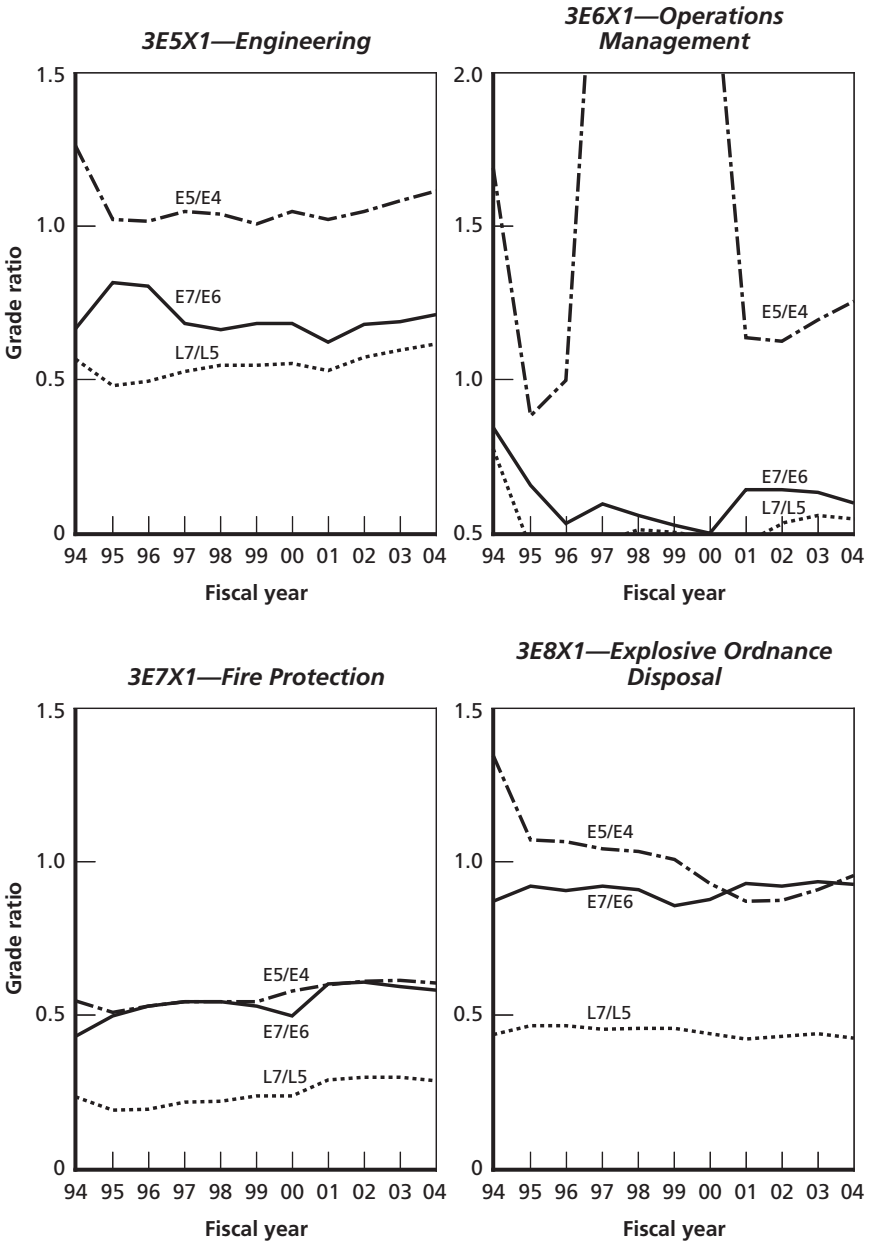 3E5X1—Engineering
1.5
1.0
0.5
0
Grade ratio
E5/E4
E7/E6
L7/L5
94 95 96 97 98 99 00 01 02 03 04
Fiscal year
3E6X1—Operations
Management
2.0
1.5
1.0
0.5
E5/E4
E7/E6
L7/L5
94 95 96 97 98 99 00 01 02 03 04
Fiscal year
3E7X1—Fire Protection
1.5
1.0
0.5
0
Grade ratio
E5/E4
E7/E6
L7/L5
94 95 96 97 98 99 00 01 02 03 04
Fiscal year
3E8X1—Explosive Ordnance
Disposal
1.5
1.0
0.5
0
E5/E4
E7/E6
L7/L5
94 95 96 97 98 99 00 01 02 03 04
Fiscal year